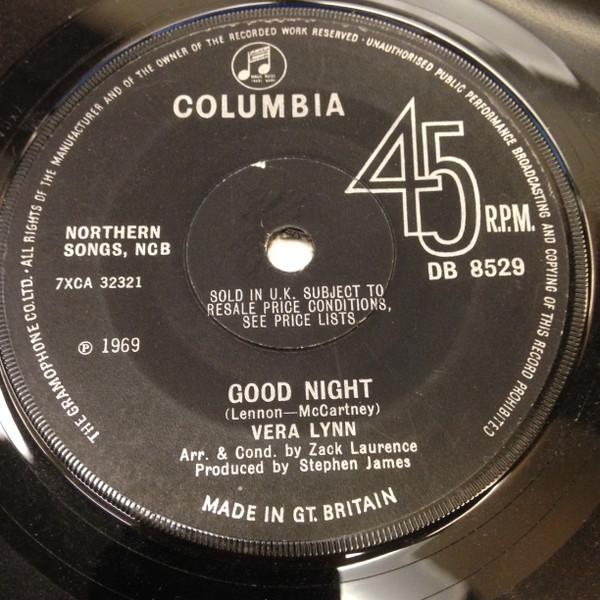 THE GRAMOPHONE CO.LTD. · ALL RIGHTS OF THE MANUFACTURER AND OF THE OWNER OF THE RECORDED WORK RESERVED · UNAUTHORISED PUBLIC PERFORMANCE BROADCASTING AND COPYING OF THIS RECORD PROHIBITED
COLUMBIA
45
R.P.M.
DB 8529
NORTHERN
SONGS, NCB
7XCA 32321
SOLD IN U.K. SUBJECT TO
RESALE PRICE CONDITIONS,
SEE PRICE LISTS
℗ 1969
GOOD NIGHT
(Lennon—McCartney)
VERA LYNN
Arr. & Cond. by Zack Laurence
Produced by Stephen James
MADE IN GT. BRITAIN